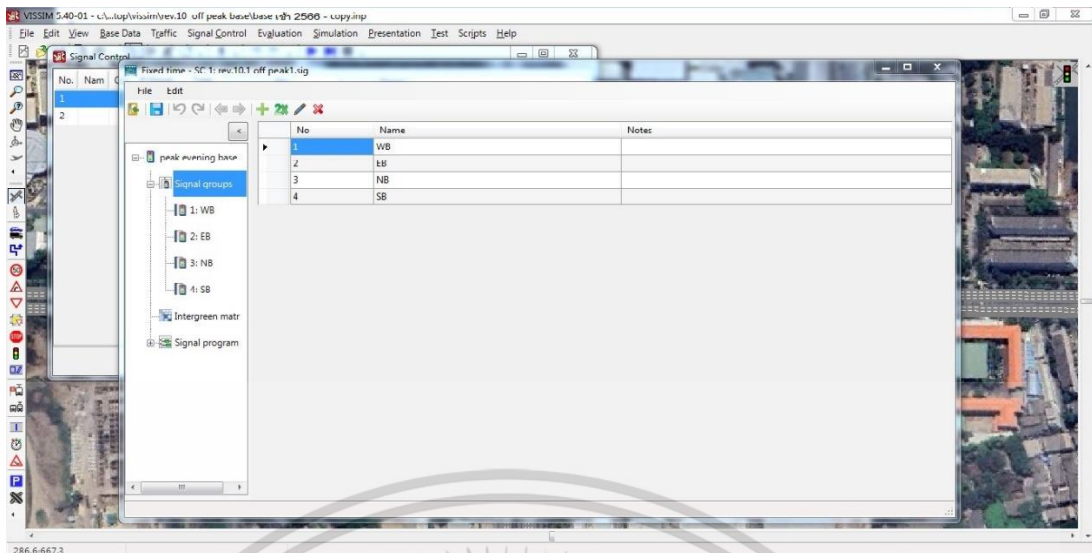 VISSIM 5.40-01 - c:\...top\vissim\rev.10 off peak base\base เช้า 2566 - copy.inp
File Edit View Base Data Traffic Signal Control Evaluation Simulation Presentation Test Scripts Help
Signal Control
Fixed time - SC 1: rev.10.1 off peak1.sig
No. Nam
File Edit
1
2
No Name Notes
1 WB
2 EB
3 NB
4 SB
peak evening base
Signal groups
1: WB
2: EB
3: NB
4: SB
Intergreen matr
Signal program
286.6:667.3